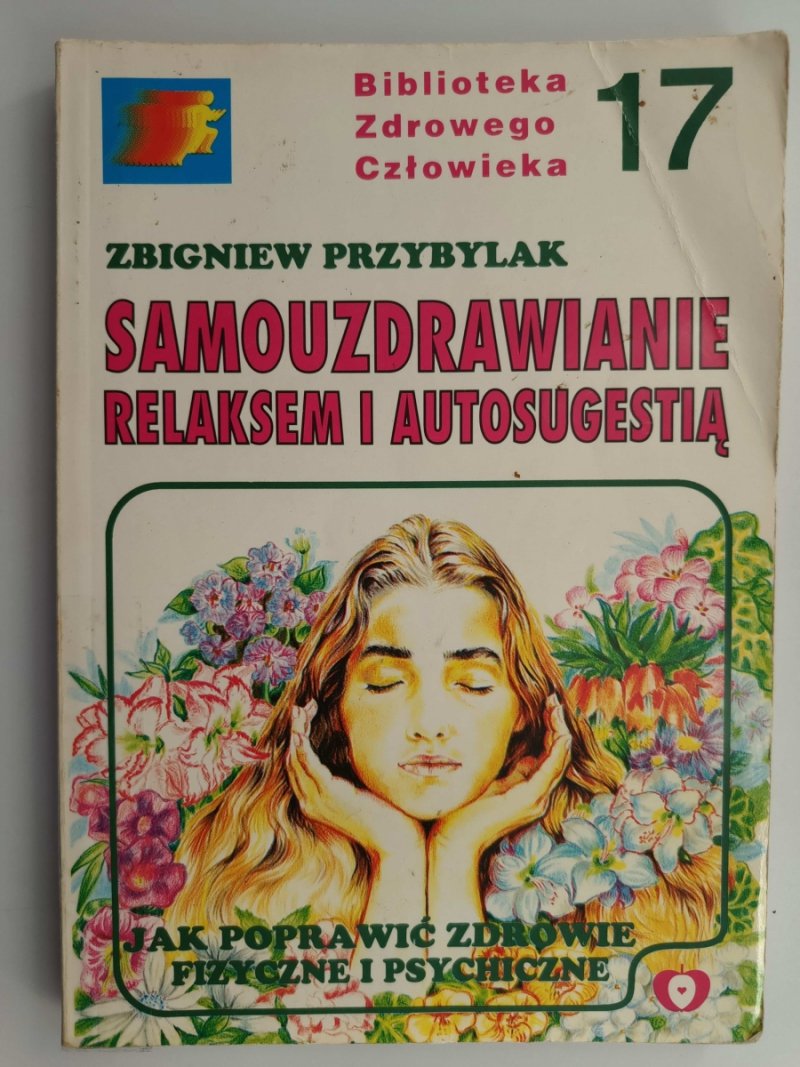 Biblioteka
Zdrowego
Człowieka
17
ZBIGNIEW PRZYBYLAK
SAMOUZDRAWIANIE
RELAKSEM I AUTOSUGESTIĄ
JAK POPRAWIĆ ZDROWIE
FIZYCZNE I PSYCHICZNE